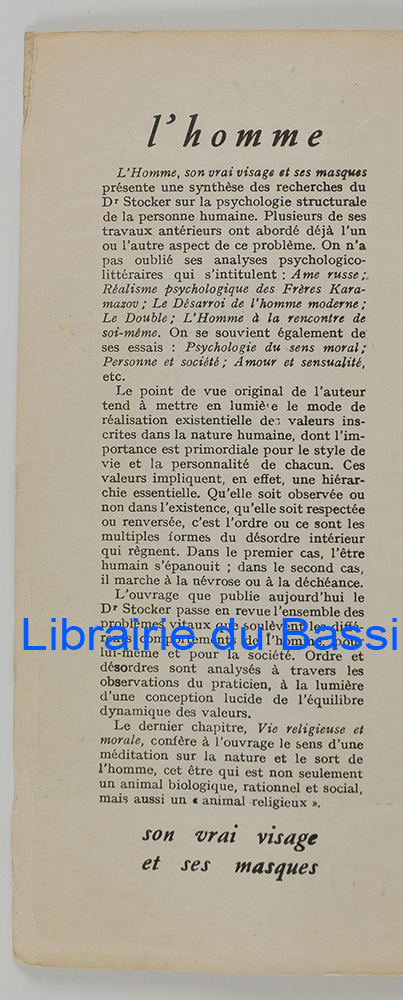 l'homme
L'Homme, son vrai visage et ses masques
présente une synthèse des recherches du
Dr Stocker sur la psychologie structurale
de la personne humaine. Plusieurs de ses
travaux antérieurs ont abordé déjà l'un
ou l'autre aspect de ce problème. On n'a
pas oublié ses analyses psychologico-
littéraires qui s'intitulent : Ame russe ;
Réalisme psychologique des Frères Kara-
mazov ; Le Désarroi de l'homme moderne ;
Le Double ; L'Homme à la rencontre de
soi-même. On se souvient également de
ses essais : Psychologie du sens moral ;
Personne et société ; Amour et sensualité,
etc.
Le point de vue original de l'auteur
tend à mettre en lumière le mode de
réalisation existentielle des valeurs ins-
crites dans la nature humaine, dont l'im-
portance est primordiale pour le style de
vie et la personnalité de chacun. Ces
valeurs impliquent, en effet, une hiérar-
chie essentielle. Qu'elle soit observée ou
non dans l'existence, qu'elle soit respectée
ou renversée, c'est l'ordre ou ce sont les
multiples formes du désordre intérieur
qui règnent. Dans le premier cas, l'être
humain s'épanouit ; dans le second cas,
il marche à la névrose ou à la déchéance.
L'ouvrage que publie aujourd'hui le
Dr Stocker passe en revue l'ensemble des
problèmes vitaux que soulèvent les diffé-
rents comportements de l'homme, pour
Librairie du Bassi
lui-même et pour la société. Ordre et
désordres sont analysés à travers les
observations du praticien, à la lumière
d'une conception lucide de l'équilibre
dynamique des valeurs.
Le dernier chapitre, Vie religieuse et
morale, confère à l'ouvrage le sens d'une
méditation sur la nature et le sort de
l'homme, cet être qui est non seulement
un animal biologique, rationnel et social,
mais aussi un « animal religieux ».
son vrai visage
et ses masques